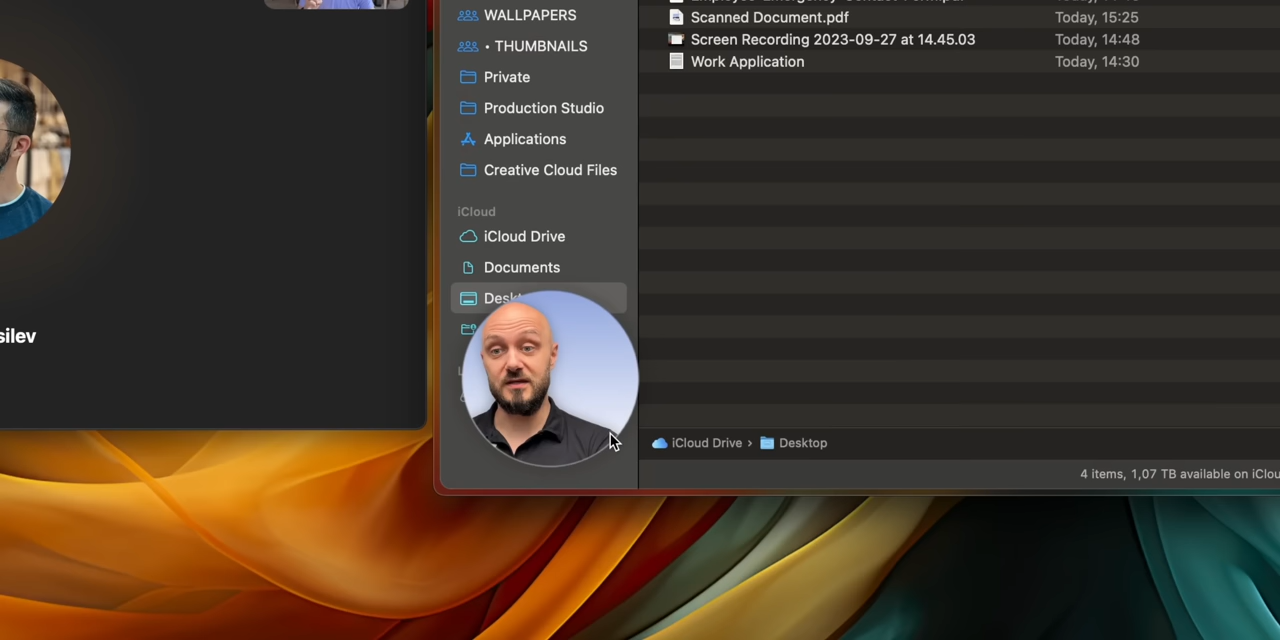 WALLPAPERS
• THUMBNAILS
Private
Production Studio
Applications
Creative Cloud Files
iCloud
iCloud Drive
Documents
Desk
silev
Scanned Document.pdf Today, 15:25
Screen Recording 2023-09-27 at 14.45.03 Today, 14:48
Work Application Today, 14:30
iCloud Drive › Desktop
4 items, 1,07 TB available on iClou